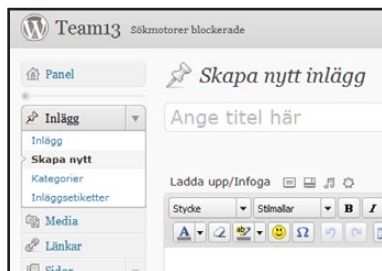 Team13 Sökmotorer blockerade
Panel
Skapa nytt inlägg
Inlägg
Ange titel här
Inlägg
Skapa nytt
Kategorier
Inläggsetiketter
Ladda upp/Infoga
Stycke Stilmallar B I
Media
A
Länkar
Sidor